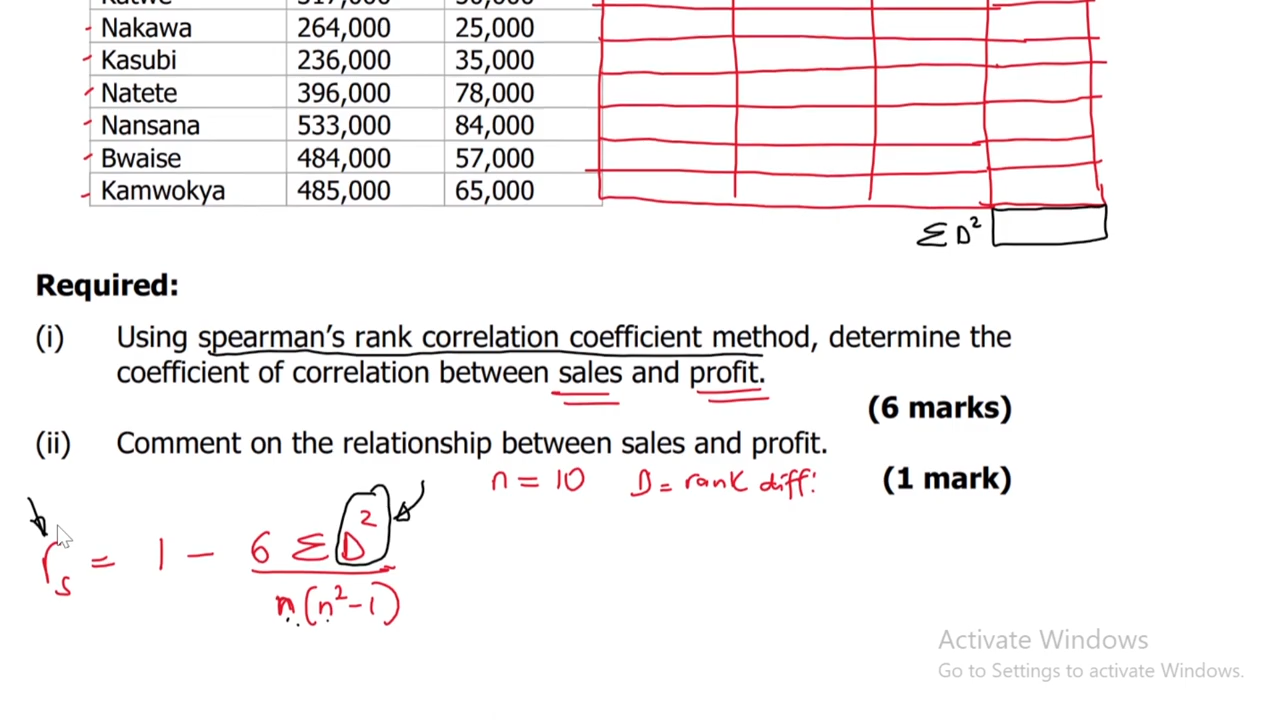 Nakawa 264,000 25,000
Kasubi 236,000 35,000
Natete 396,000 78,000
Nansana 533,000 84,000
Bwaise 484,000 57,000
Kamwokya 485,000 65,000
Σ D²
Required:
(i) Using spearman's rank correlation coefficient method, determine the
coefficient of correlation between sales and profit.
(6 marks)
(ii) Comment on the relationship between sales and profit.
n = 10 D = rank diff: (1 mark)
rs = 1 - 6 Σ D²
n(n²-1)
Activate Windows
Go to Settings to activate Windows.